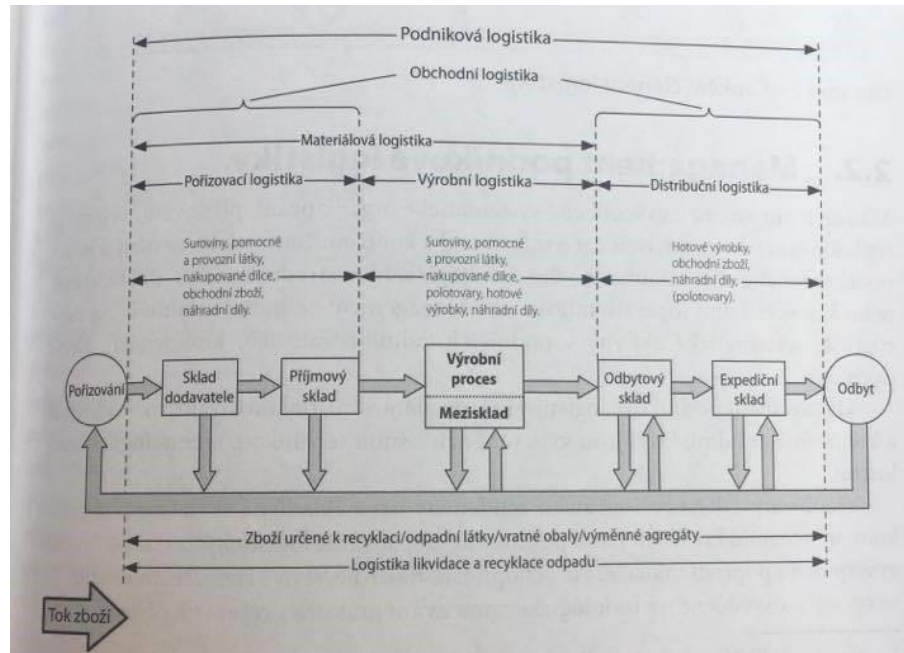 Podniková logistika
Obchodní logistika
Materiálová logistika
Pořizovací logistika
Výrobní logistika
Distribuční logistika
Suroviny, pomocné
a provozní látky,
nakupované dílce,
obchodní zboží,
náhradní díly.
Suroviny, pomocné
a provozní látky,
nakupované dílce,
polotovary, hotové
výrobky, náhradní díly.
Hotové výrobky,
obchodní zboží,
náhradní díly,
(polotovary).
Pořizování
Sklad
dodavatele
Příjmový
sklad
Výrobní
proces
Mezisklad
Odbytový
sklad
Expediční
sklad
Odbyt
Zboží určené k recyklaci/odpadní látky/vratné obaly/výměnné agregáty
Logistika likvidace a recyklace odpadu
Tok zboží